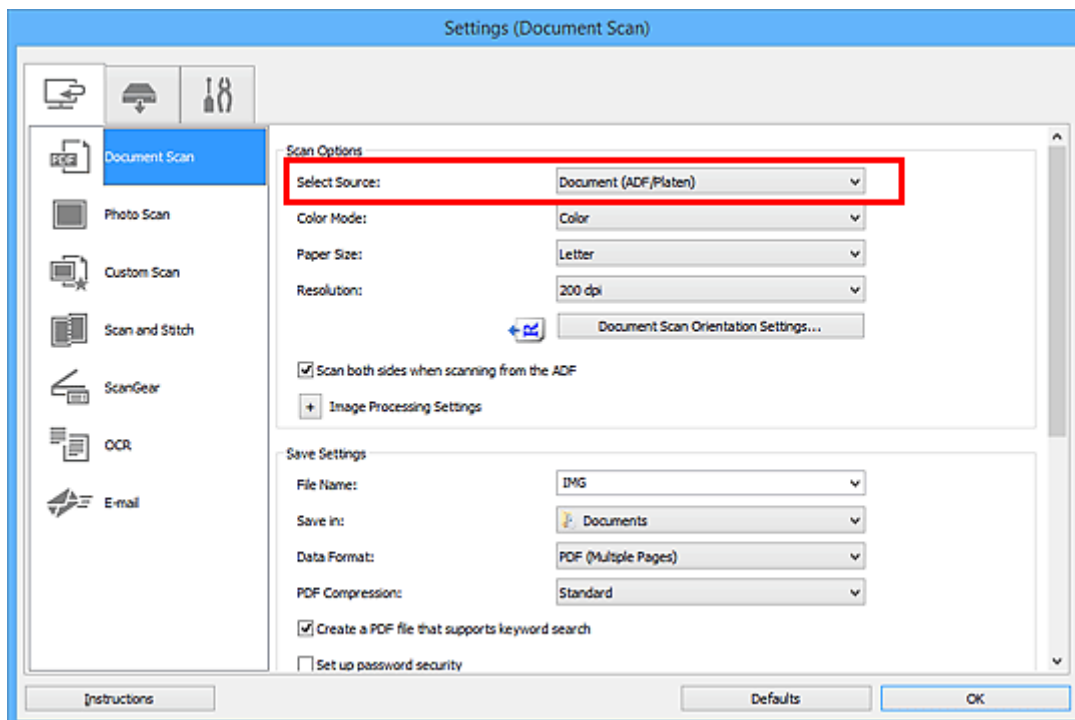 Settings (Document Scan)
PDF
Document Scan
Photo Scan
Custom Scan
Scan and Stitch
ScanGear
OCR
E-mail
Scan Options
Select Source: Document (ADF/Platen)
Color Mode: Color
Paper Size: Letter
Resolution: 200 dpi
R Document Scan Orientation Settings...
Scan both sides when scanning from the ADF
+ Image Processing Settings
Save Settings
File Name: IMG
Save in: Documents
Data Format: PDF (Multiple Pages)
PDF Compression: Standard
Create a PDF file that supports keyword search
Set up password security
Instructions Defaults OK